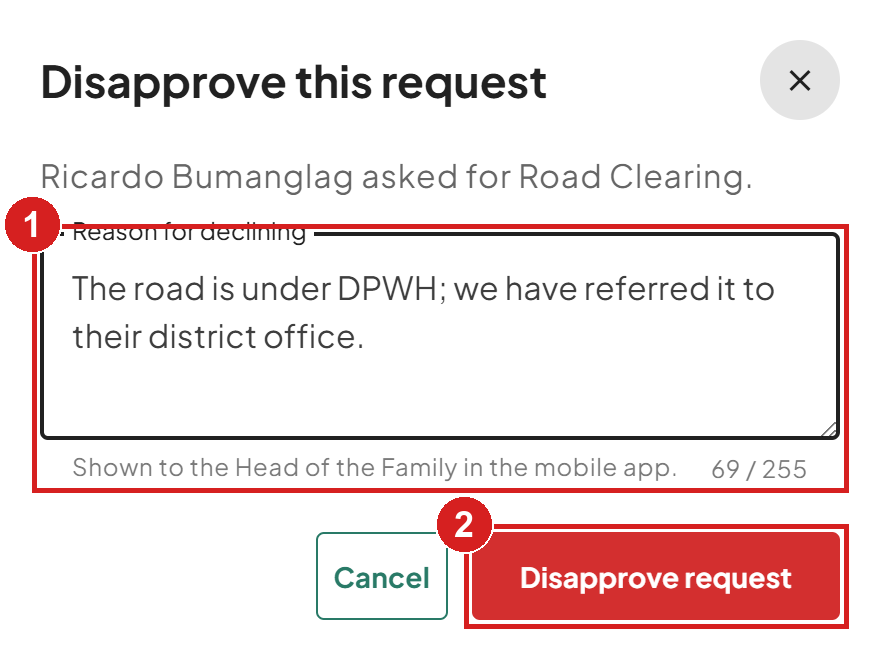 Disapprove this request
Ricardo Bumanglag asked for Road Clearing.
1
Reason for declining
The road is under DPWH; we have referred it to
their district office.
Shown to the Head of the Family in the mobile app. 69 / 255
2
Cancel
Disapprove request